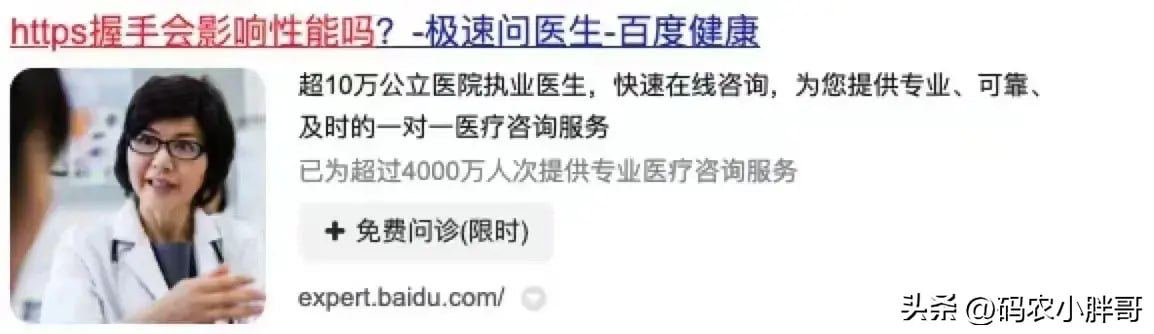 https握手会影响性能吗？-极速问医生-百度健康
超10万公立医院执业医生，快速在线咨询，为您提供专业、可靠、
及时的一对一医疗咨询服务
已为超过4000万人次提供专业医疗咨询服务
+ 免费问诊(限时)
expert.baidu.com/
头条 @码农小胖哥